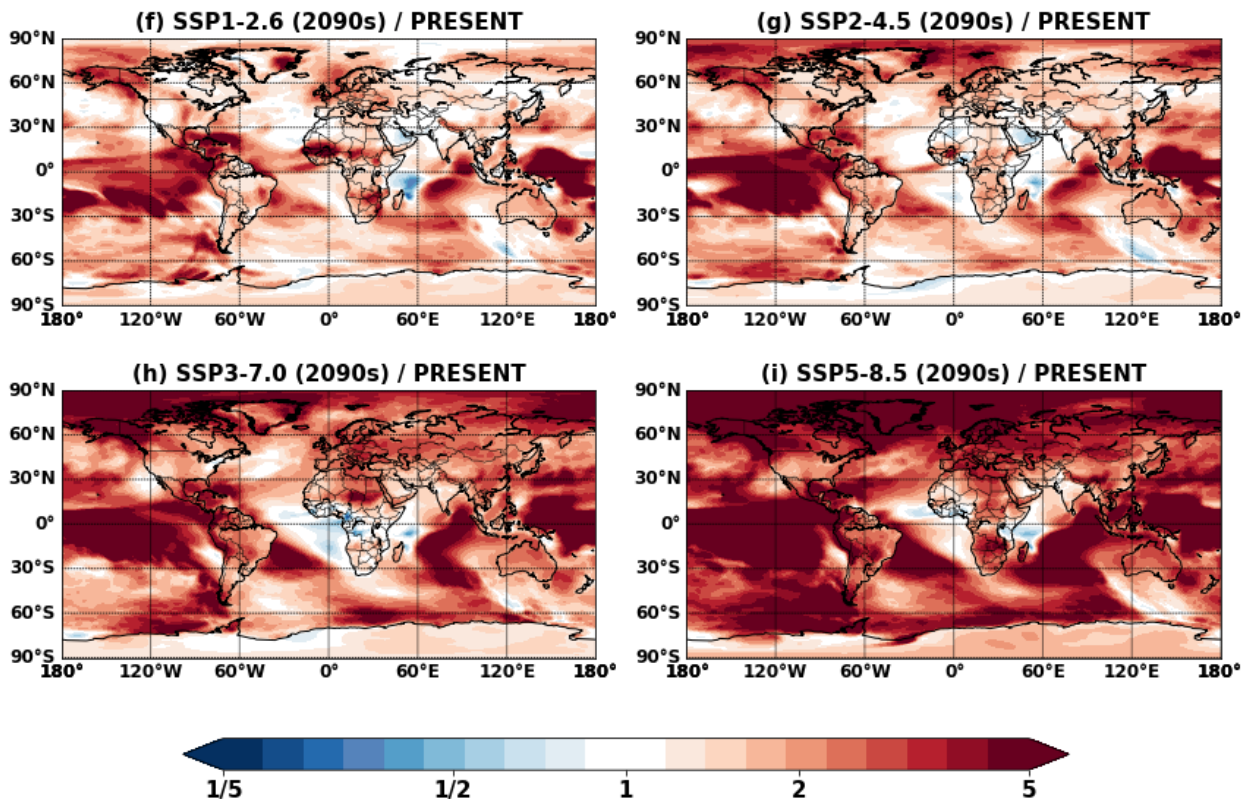 (f) SSP1-2.6 (2090s) / PRESENT
(g) SSP2-4.5 (2090s) / PRESENT
90°N
60°N
30°N
0°
30°S
60°S
90°S
180° 120°W 60°W 0° 60°E 120°E 180°
90°N
60°N
30°N
0°
30°S
60°S
90°S
180° 120°W 60°W 0° 60°E 120°E 180°
(h) SSP3-7.0 (2090s) / PRESENT
(i) SSP5-8.5 (2090s) / PRESENT
90°N
60°N
30°N
0°
30°S
60°S
90°S
180° 120°W 60°W 0° 60°E 120°E 180°
90°N
60°N
30°N
0°
30°S
60°S
90°S
180° 120°W 60°W 0° 60°E 120°E 180°
1/5 1/2 1 2 5